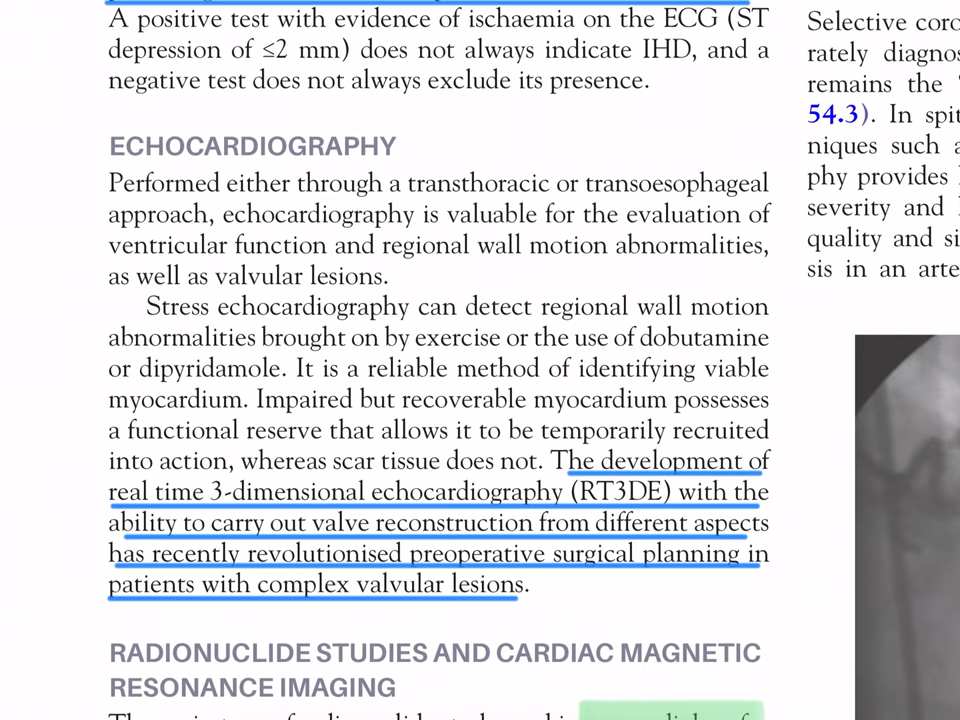 A positive test with evidence of ischaemia on the ECG (ST
depression of ≤2 mm) does not always indicate IHD, and a
negative test does not always exclude its presence.
ECHOCARDIOGRAPHY
Performed either through a transthoracic or transoesophageal
approach, echocardiography is valuable for the evaluation of
ventricular function and regional wall motion abnormalities,
as well as valvular lesions.
Stress echocardiography can detect regional wall motion
abnormalities brought on by exercise or the use of dobutamine
or dipyridamole. It is a reliable method of identifying viable
myocardium. Impaired but recoverable myocardium possesses
a functional reserve that allows it to be temporarily recruited
into action, whereas scar tissue does not. The development of
real time 3-dimensional echocardiography (RT3DE) with the
ability to carry out valve reconstruction from different aspects
has recently revolutionised preoperative surgical planning in
patients with complex valvular lesions.
RADIONUCLIDE STUDIES AND CARDIAC MAGNETIC
RESONANCE IMAGING
Selective
rately
remains the
54.3). In
niques such
phy provides
severity and
quality and
sis in an